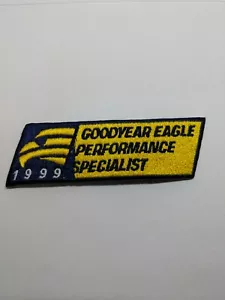 GOODYEAR EAGLE
PERFORMANCE
SPECIALIST
1999